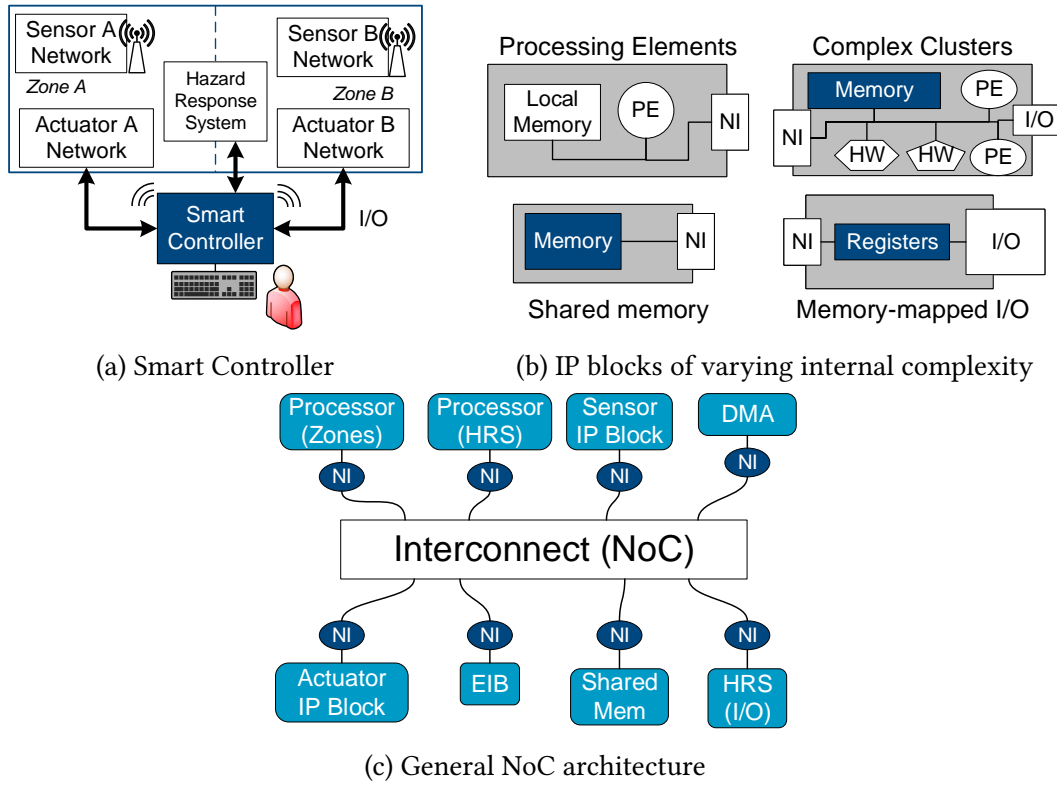 Sensor A
Network
Zone A
Actuator A
Network
Hazard
Response
System
Sensor B
Network
Zone B
Actuator B
Network
Smart
Controller
I/O
(a) Smart Controller
Processing Elements
Local
Memory
PE
NI
Complex Clusters
Memory
PE
NI
I/O
HW
HW
PE
Memory
NI
Shared memory
NI
Registers
I/O
Memory-mapped I/O
(b) IP blocks of varying internal complexity
Processor
(Zones)
Processor
(HRS)
Sensor
IP Block
DMA
NI
NI
NI
NI
Interconnect (NoC)
NI
NI
NI
NI
Actuator
IP Block
EIB
Shared
Mem
HRS
(I/O)
(c) General NoC architecture